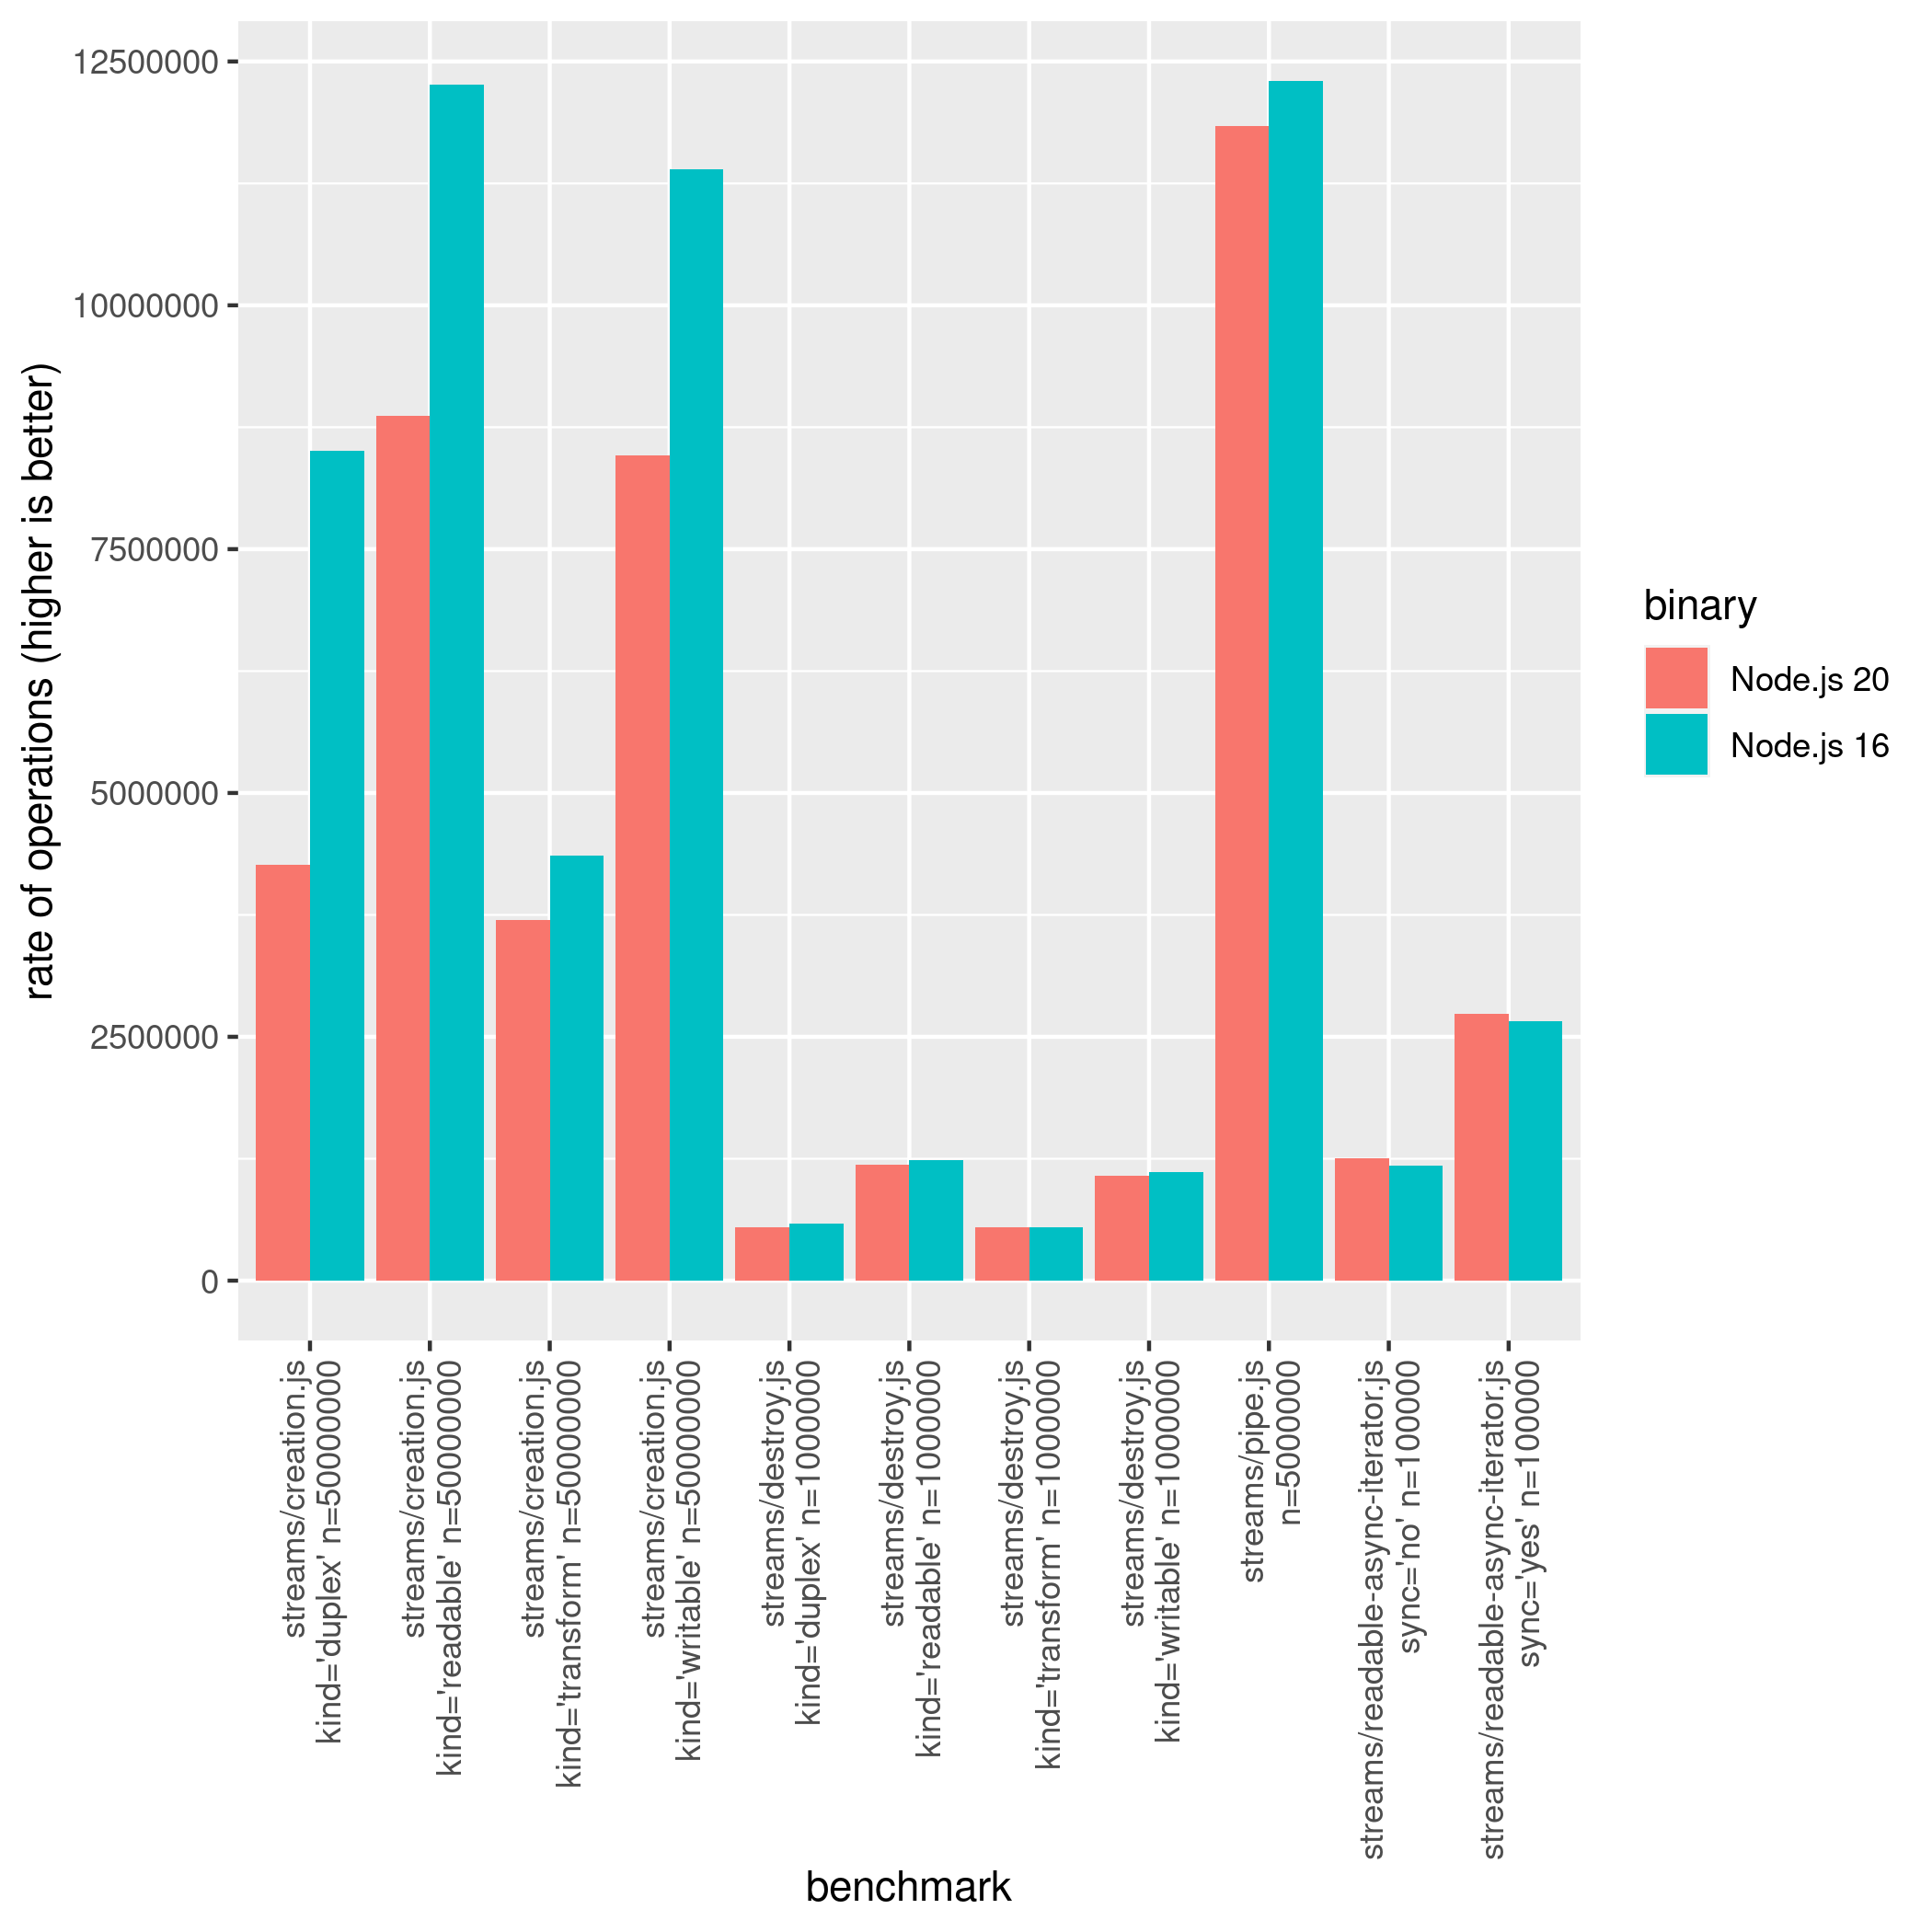 rate of operations (higher is better)
12500000
10000000
7500000
5000000
2500000
0
streams/creation.js
kind='duplex' n=50000000
streams/creation.js
kind='readable' n=50000000
streams/creation.js
kind='transform' n=50000000
streams/creation.js
kind='writable' n=50000000
streams/destroy.js
kind='duplex' n=1000000
streams/destroy.js
kind='readable' n=1000000
streams/destroy.js
kind='transform' n=1000000
streams/destroy.js
kind='writable' n=1000000
streams/pipe.js
n=5000000
streams/readable-async-iterator.js
sync='no' n=100000
streams/readable-async-iterator.js
sync='yes' n=100000
benchmark
binary
Node.js 20
Node.js 16